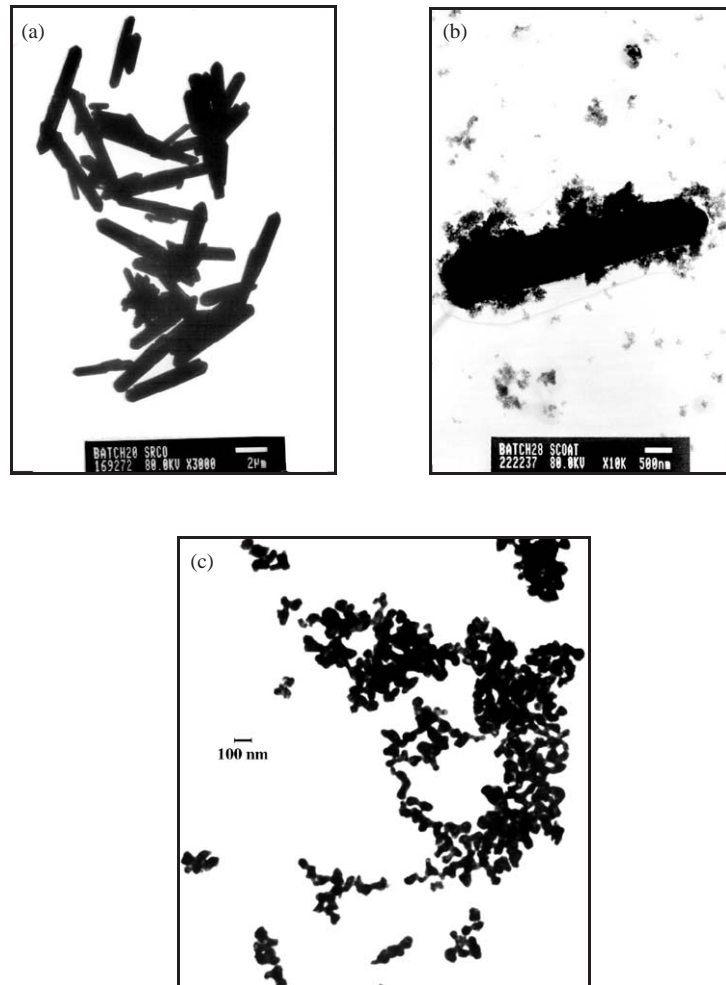 (a)
(b)
BATCH20 SRCO
169272 80.0KV X3000 2µm
BATCH28 SCOAT
222237 80.0KV X10K 500nm
(c)
100 nm